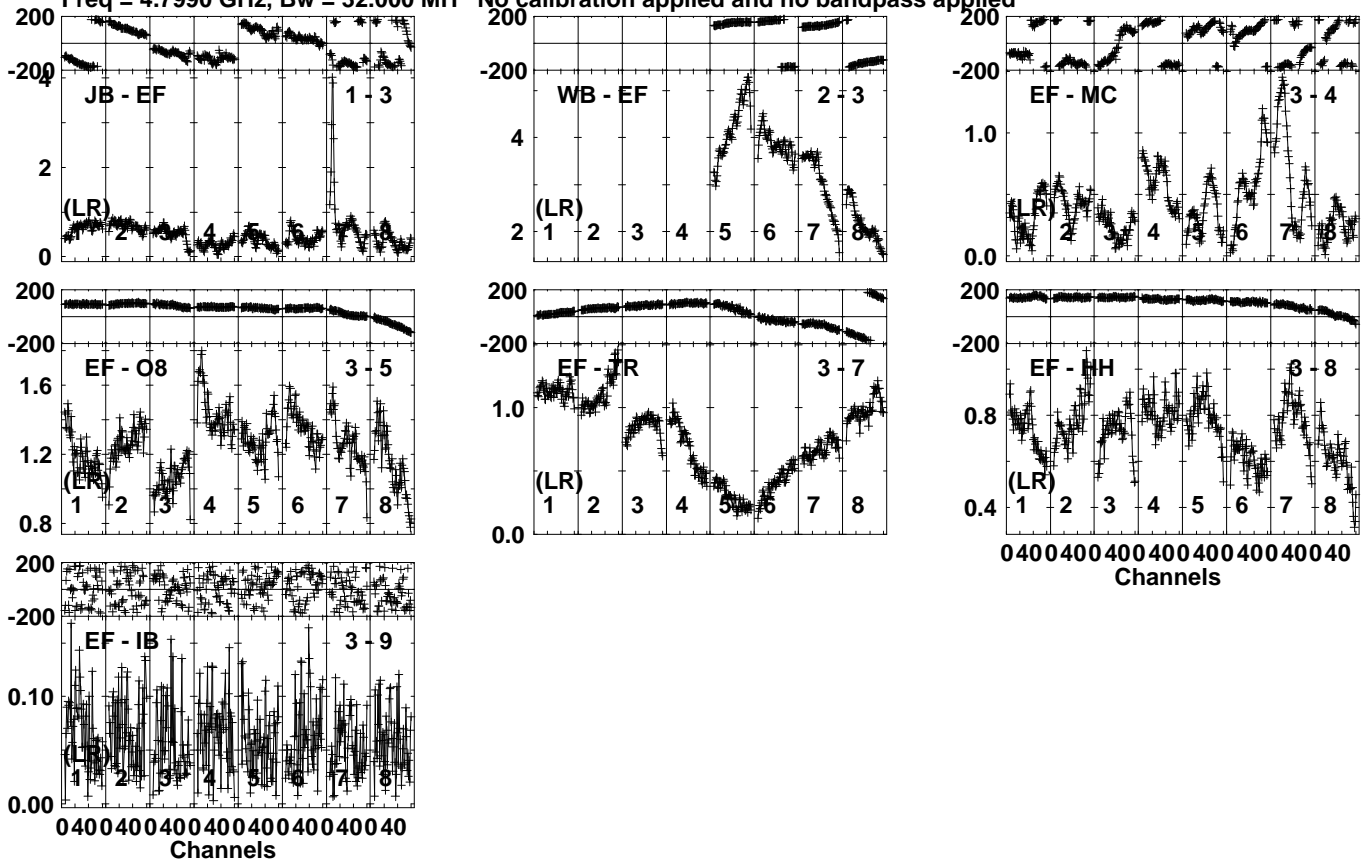 Freq = 4.7990 GHz, Bw = 32.000 MH No calibration applied and no bandpass applied
200
-200
4
2
0
JB - EF 1 - 3
(LR)
1 2 3 4 5 6 7 8
200
-200
4
2
WB - EF 2 - 3
(LR)
1 2 3 4 5 6 7 8
200
-200
1.0
0.0
EF - MC 3 - 4
(LR)
1 2 3 4 5 6 7 8
200
-200
1.6
1.2
0.8
EF - O8 3 - 5
(LR)
1 2 3 4 5 6 7 8
200
-200
1.0
0.0
EF - TR 3 - 7
(LR)
1 2 3 4 5 6 7 8
200
-200
0.8
0.4
EF - HH 3 - 8
(LR)
1 2 3 4 5 6 7 8
0 40 0 40 0 40 0 40 0 40 0 40 0 40 0 40
Channels
200
-200
0.10
0.00
EF - IB 3 - 9
(LR)
1 2 3 4 5 6 7 8
0 40 0 40 0 40 0 40 0 40 0 40 0 40 0 40
Channels